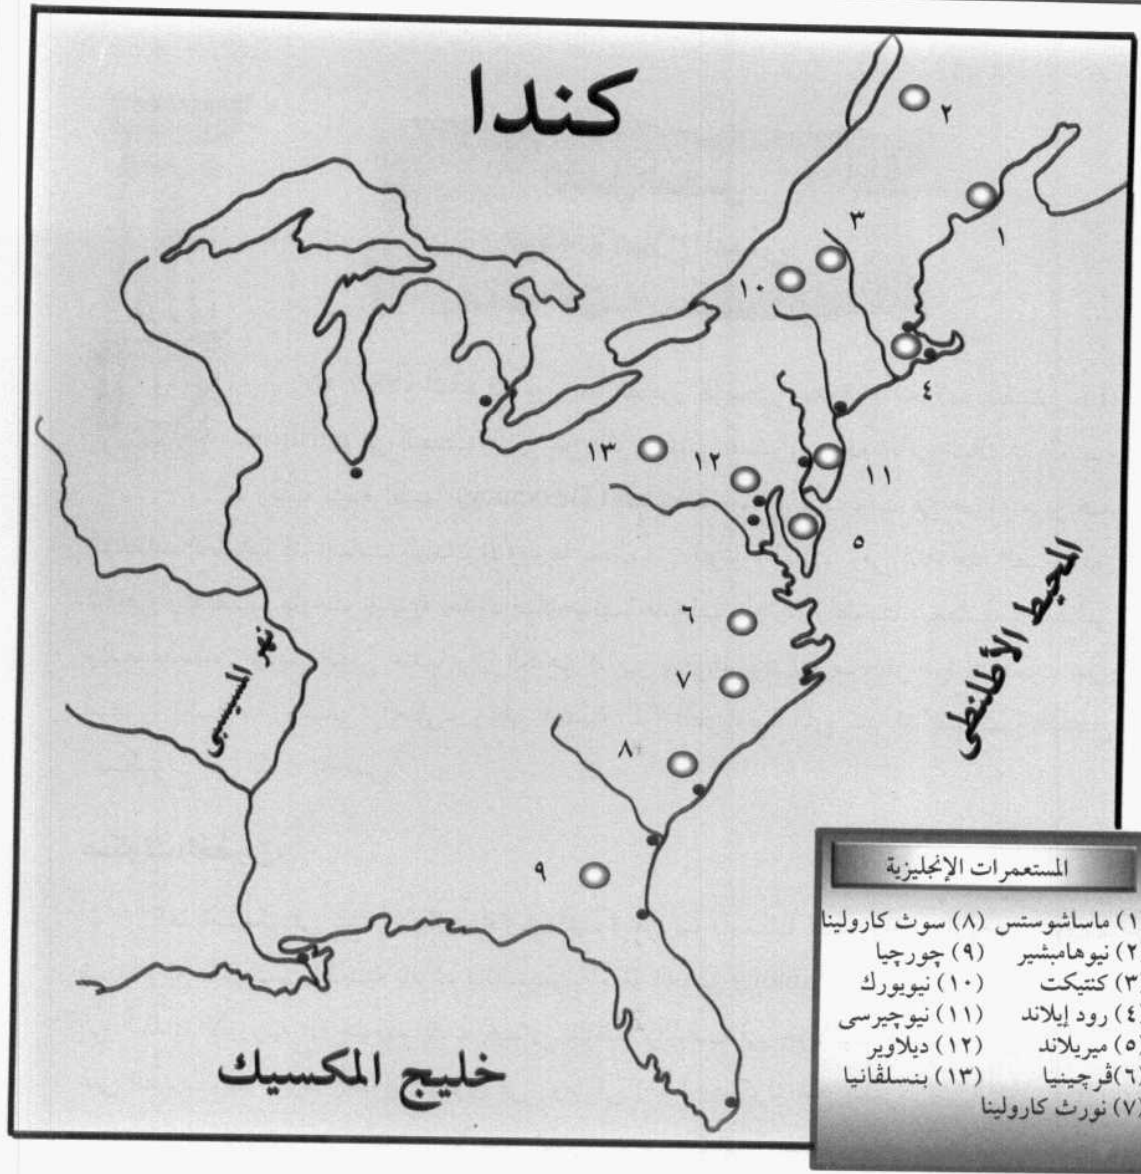 كندا
٢
١
٣
١٠
٤
١١
١٣
١٢
٥
٦
٧
٨
٩
المحيط الأطلنطى
نهر المسيسيبى
خليج المكسيك
المستعمرات الإنجليزية
١) ماساشوستس (٨) سوث كارولينا
٢) نيوهامبشير (٩) چورچيا
(٣) كنتيكت (١٠) نيويورك
(٤) رود إيلاند (١١) نيوچيرسى
(٥) ميريلاند (١٢) ديلاوير
(٦) ڤرچينيا (١٣) بنسلڤانيا
(٧) نورث كارولينا